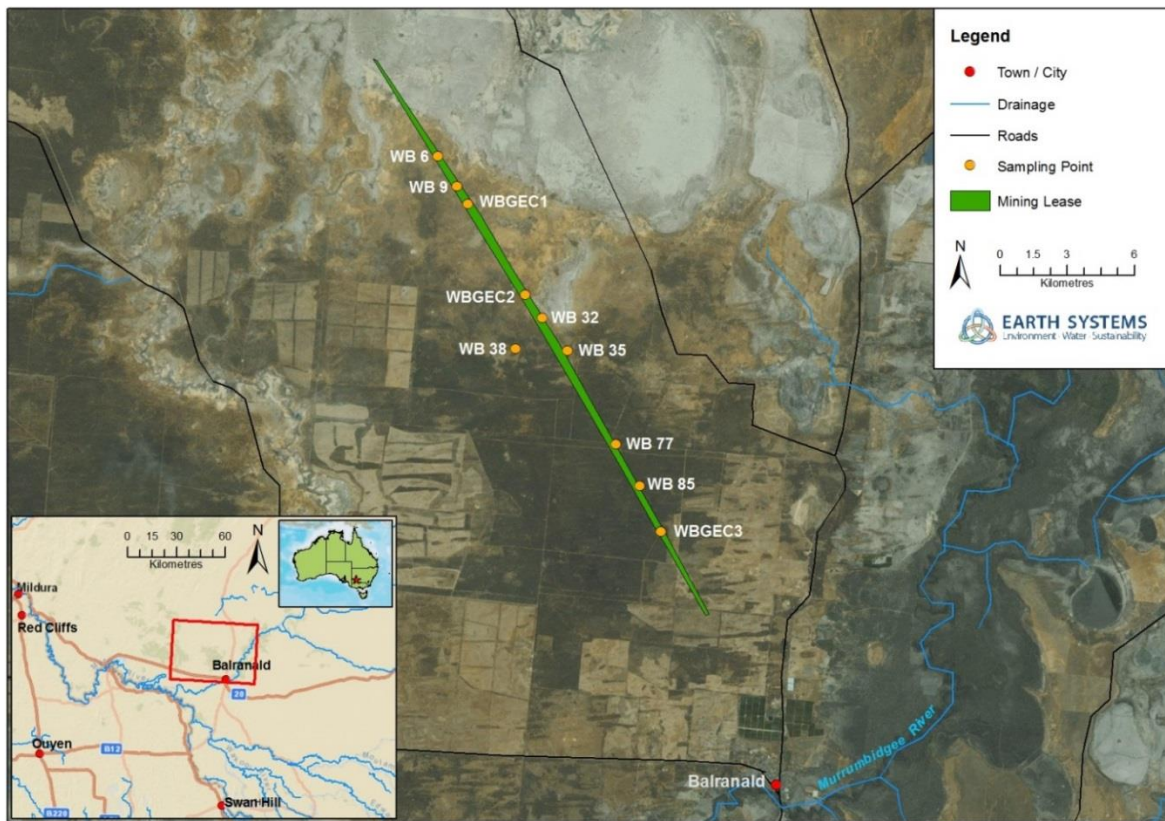 Legend
Town / City
Drainage
Roads
Sampling Point
Mining Lease
N
0 1.5 3 6
Kilometres
EARTH SYSTEMS
Environment · Water · Sustainability
WB 6
WB 9
WBGEC1
WBGEC2
WB 32
WB 38
WB 35
WB 77
WB 85
WBGEC3
Balranald
Murrumbidgee River
0 30 60
Kilometres
N
Mildura
Red Cliffs
Balranald
20
Ouyen
B12
Swan Hill
B220